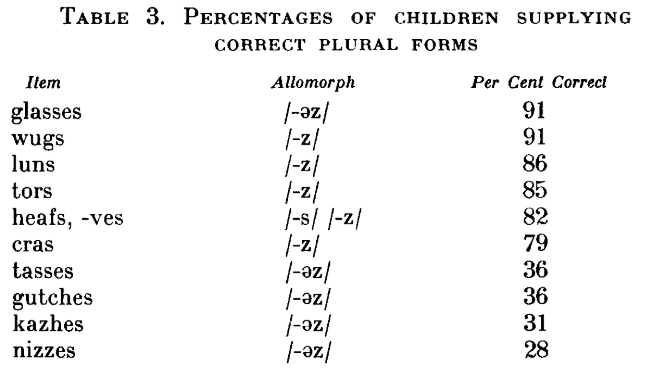 TABLE 3. PERCENTAGES OF CHILDREN SUPPLYING
CORRECT PLURAL FORMS
Item Allomorph Per Cent Correct
glasses /-əz/ 91
wugs /-z/ 91
luns /-z/ 86
tors /-z/ 85
heafs, -ves /-s/ /-z/ 82
cras /-z/ 79
tasses /-əz/ 36
gutches /-əz/ 36
kazhes /-əz/ 31
nizzes /-əz/ 28